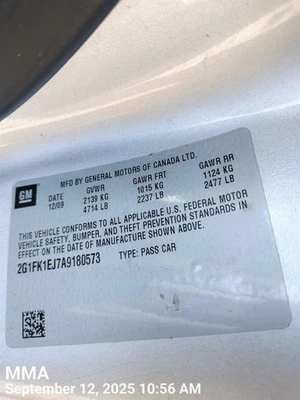 MFD BY GENERAL MOTORS OF CANADA LTD.
GM DATE GVWR GAWR FRT GAWR RR
12/09 2139 KG 1015 KG 1124 KG
4714 LB 2237 LB 2477 LB
THIS VEHICLE CONFORMS TO ALL APPLICABLE U.S. FEDERAL MOTOR
VEHICLE SAFETY, BUMPER, AND THEFT PREVENTION STANDARDS IN
EFFECT ON THE DATE OF MANUFACTURE SHOWN ABOVE.
2G1FK1EJ7A9180573 TYPE: PASS CAR
MMA
September 12, 2025 10:56 AM